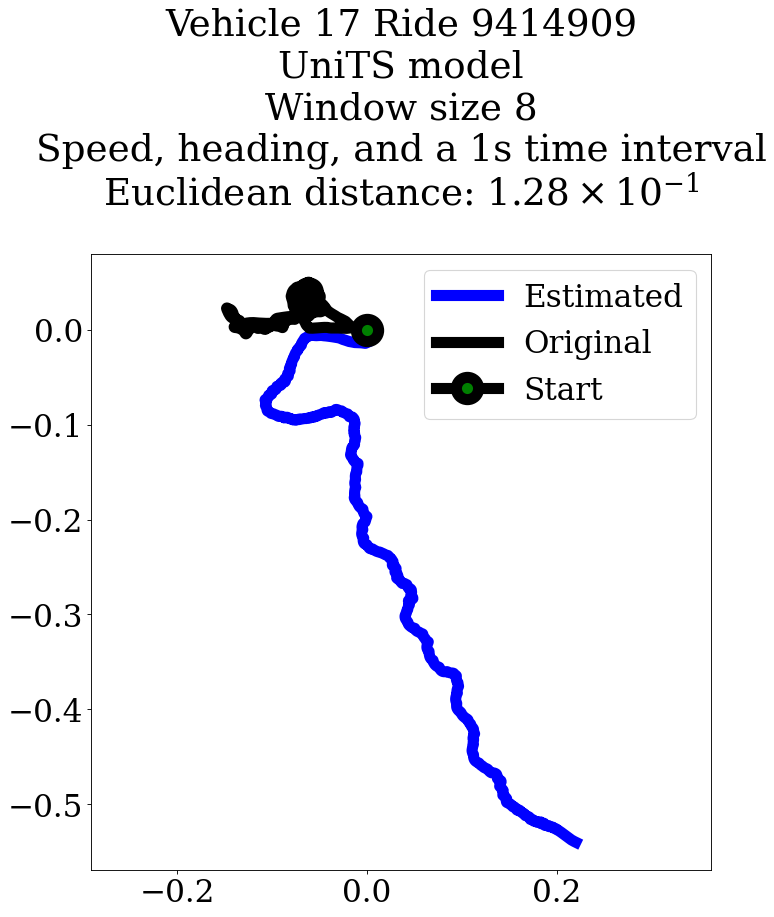 Vehicle 17 Ride 9414909
UniTS model
Window size 8
Speed, heading, and a 1s time interval
Euclidean distance: 1.28 × 10⁻¹
Estimated
Original
Start
0.0
−0.1
−0.2
−0.3
−0.4
−0.5
−0.2 0.0 0.2